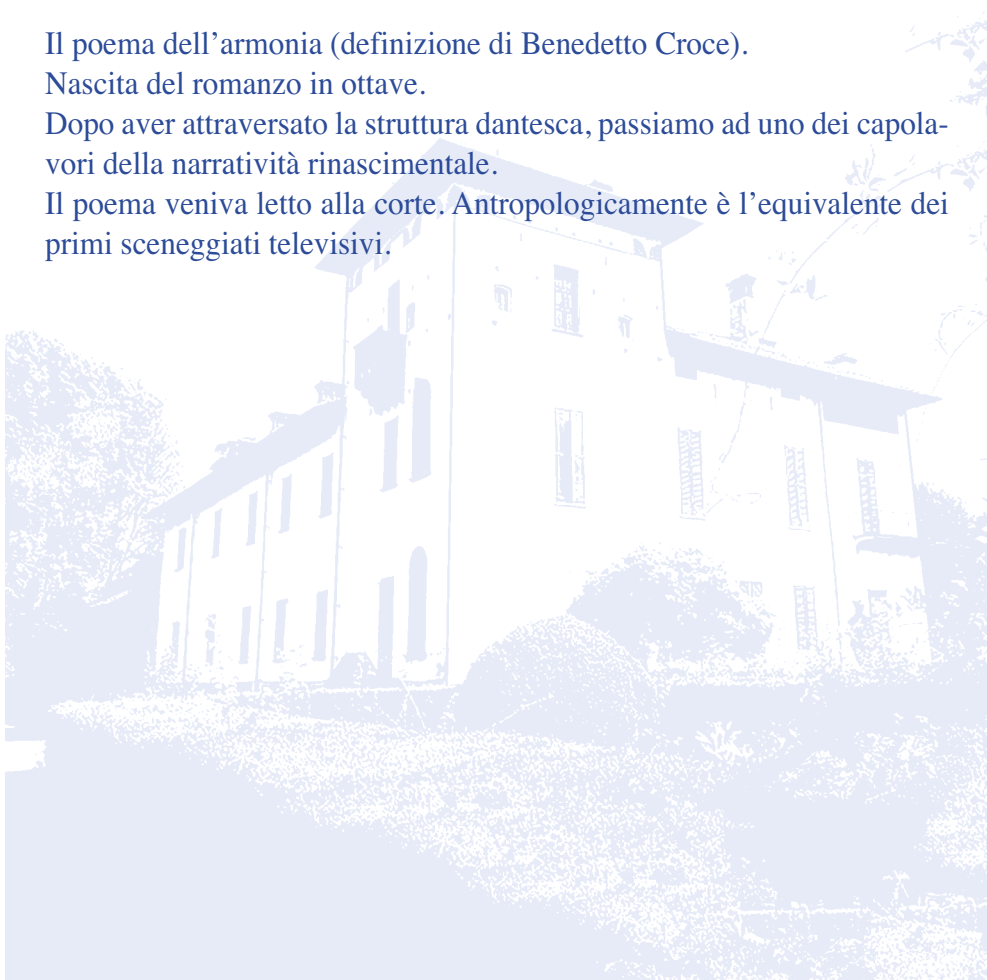 Il poema dell’armonia (definizione di Benedetto Croce).
Nascita del romanzo in ottave.
Dopo aver attraversato la struttura dantesca, passiamo ad uno dei capola-
vori della narratività rinascimentale.
Il poema veniva letto alla corte. Antropologicamente è l’equivalente dei
primi sceneggiati televisivi.